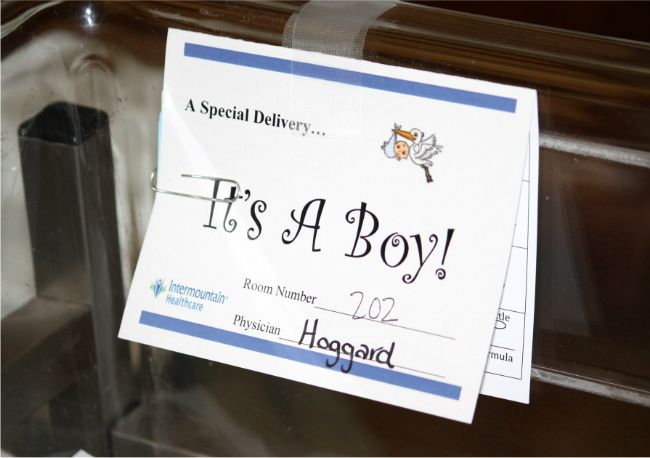 A Special Delivery...
It's A Boy!
Intermountain
Healthcare
Room Number 202
Physician Hoggard